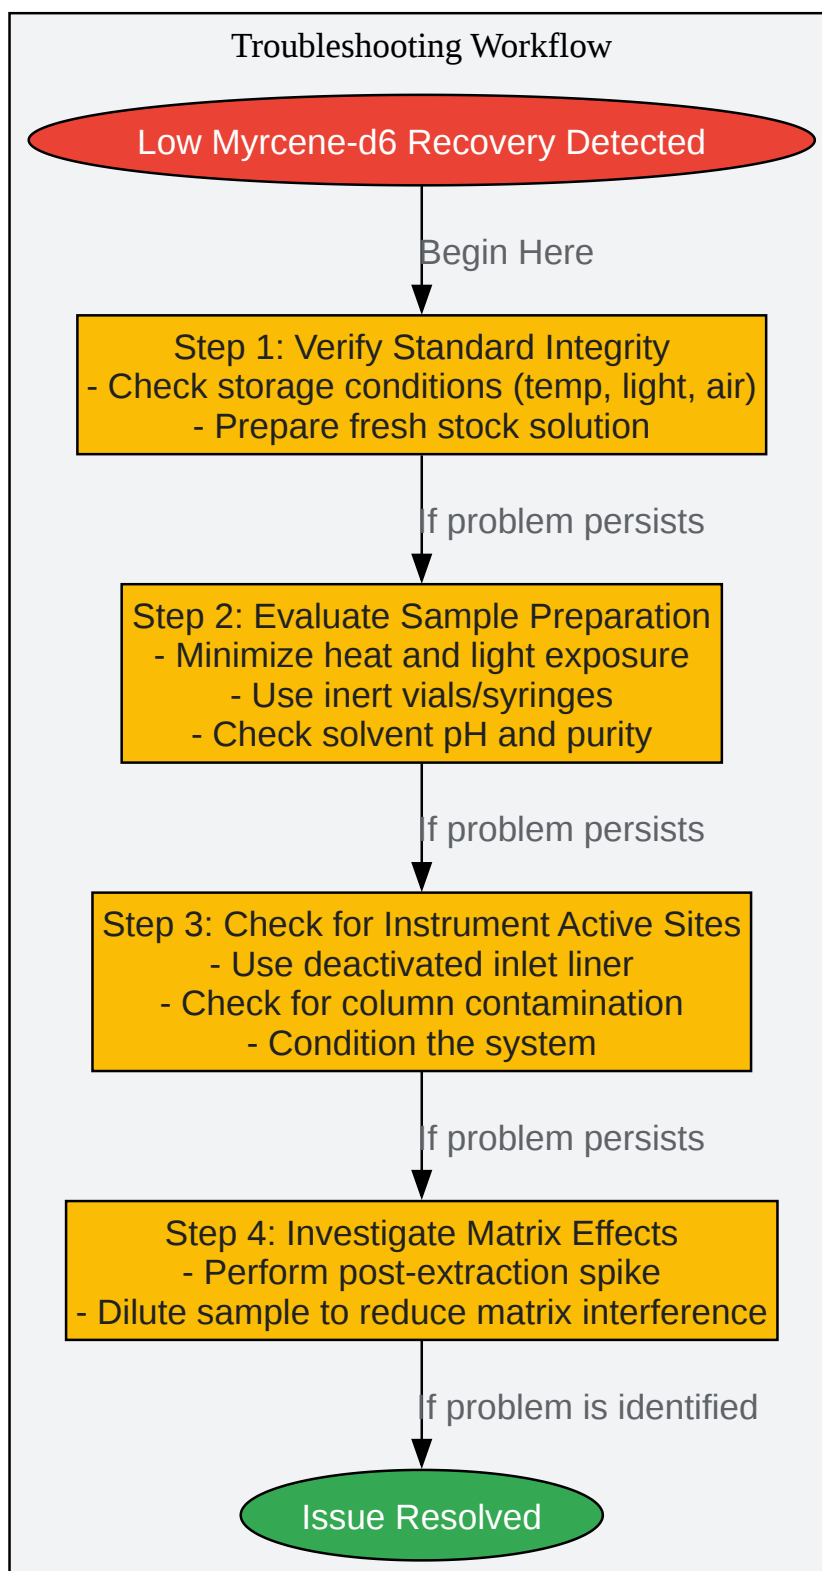 Troubleshooting Workflow
Low Myrcene-d6 Recovery Detected
Begin Here
Step 1: Verify Standard Integrity
- Check storage conditions (temp, light, air)
- Prepare fresh stock solution
If problem persists
Step 2: Evaluate Sample Preparation
- Minimize heat and light exposure
- Use inert vials/syringes
- Check solvent pH and purity
If problem persists
Step 3: Check for Instrument Active Sites
- Use deactivated inlet liner
- Check for column contamination
- Condition the system
If problem persists
Step 4: Investigate Matrix Effects
- Perform post-extraction spike
- Dilute sample to reduce matrix interference
If problem is identified
Issue Resolved